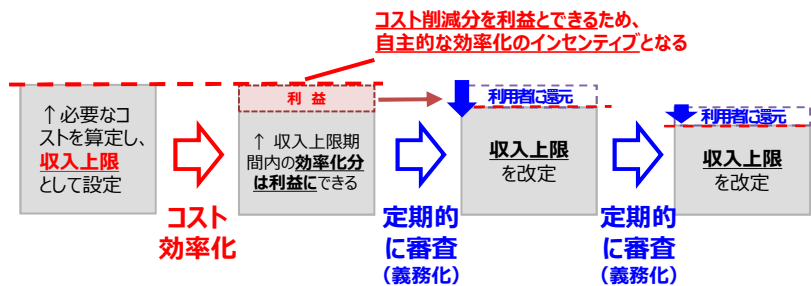 コスト削減分を利益とできるため、
自主的な効率化のインセンティブとなる
↑必要なコ
ストを算定し、
収入上限
として設定
コスト
効率化
利 益
↑ 収入上限期
間内の効率化分
は利益にできる
定期的
に審査
（義務化）
利用者に還元
収入上限
を改定
定期的
に審査
（義務化）
利用者に還元
収入上限
を改定